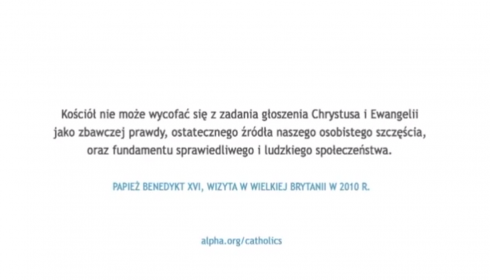 Kościół nie może wycofać się z zadania głoszenia Chrystusa i Ewangelii
jako zbawczej prawdy, ostatecznego źródła naszego osobistego szczęścia,
oraz fundamentu sprawiedliwego i ludzkiego społeczeństwa.
PAPIEŻ BENEDYKT XVI, WIZYTA W WIELKIEJ BRYTANII W 2010 R.
alpha.org/catholics